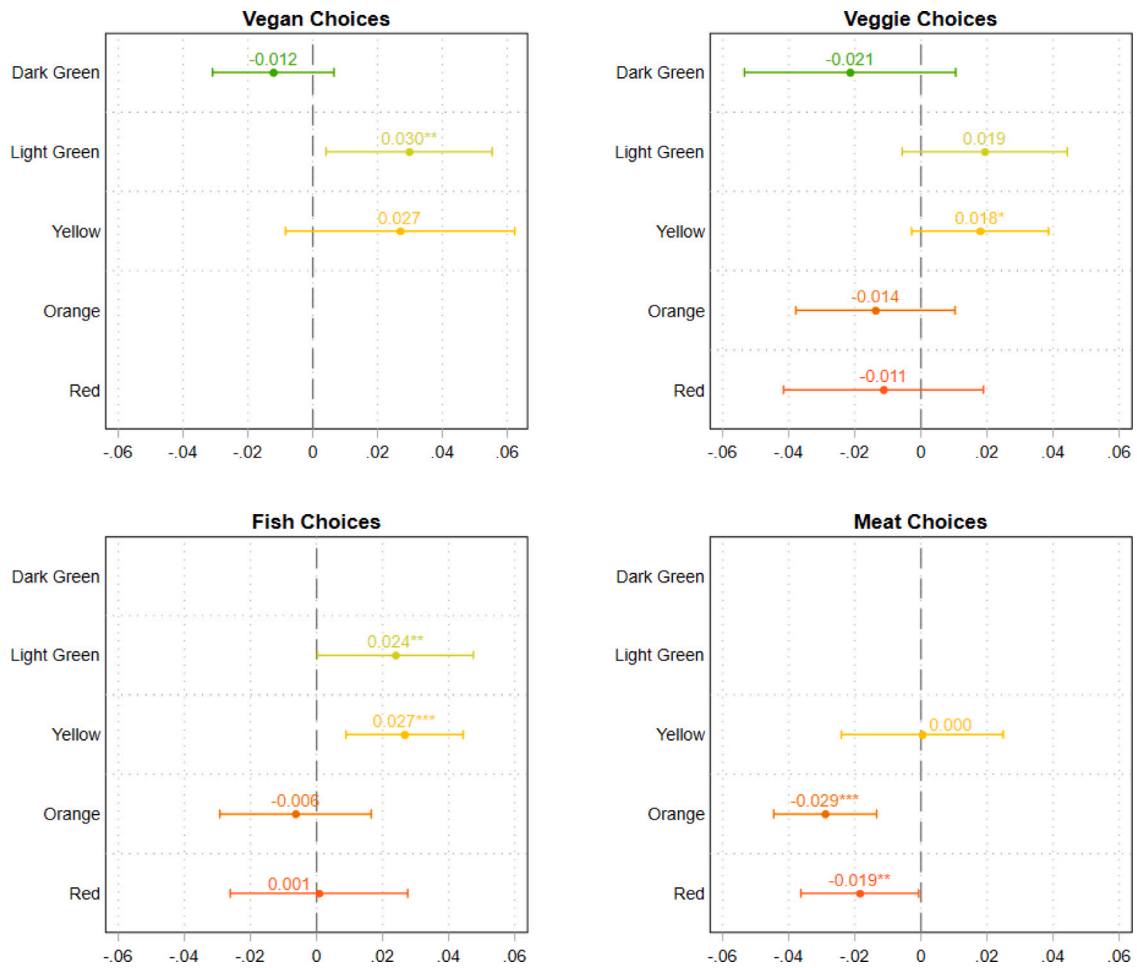 Vegan Choices
Dark Green
-0.012
Light Green
0.030**
Yellow
0.027
Orange
Red
-.06 -.04 -.02 0 .02 .04 .06
Veggie Choices
Dark Green
-0.021
Light Green
0.019
Yellow
0.018*
Orange
-0.014
Red
-0.011
-.06 -.04 -.02 0 .02 .04 .06
Fish Choices
Dark Green
Light Green
0.024**
Yellow
0.027***
Orange
-0.006
Red
0.001
-.06 -.04 -.02 0 .02 .04 .06
Meat Choices
Dark Green
Light Green
Yellow
0.000
Orange
-0.029***
Red
-0.019**
-.06 -.04 -.02 0 .02 .04 .06